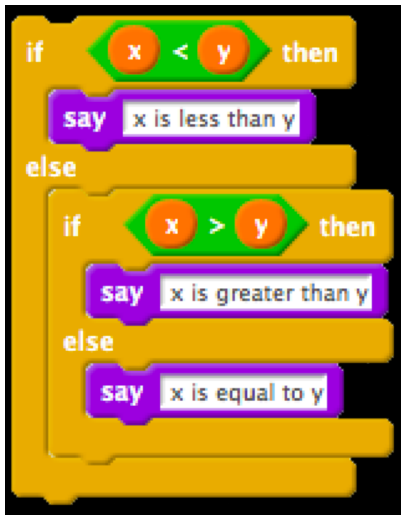 if x < y then
say x is less than y
else
if x > y then
say x is greater than y
else
say x is equal to y